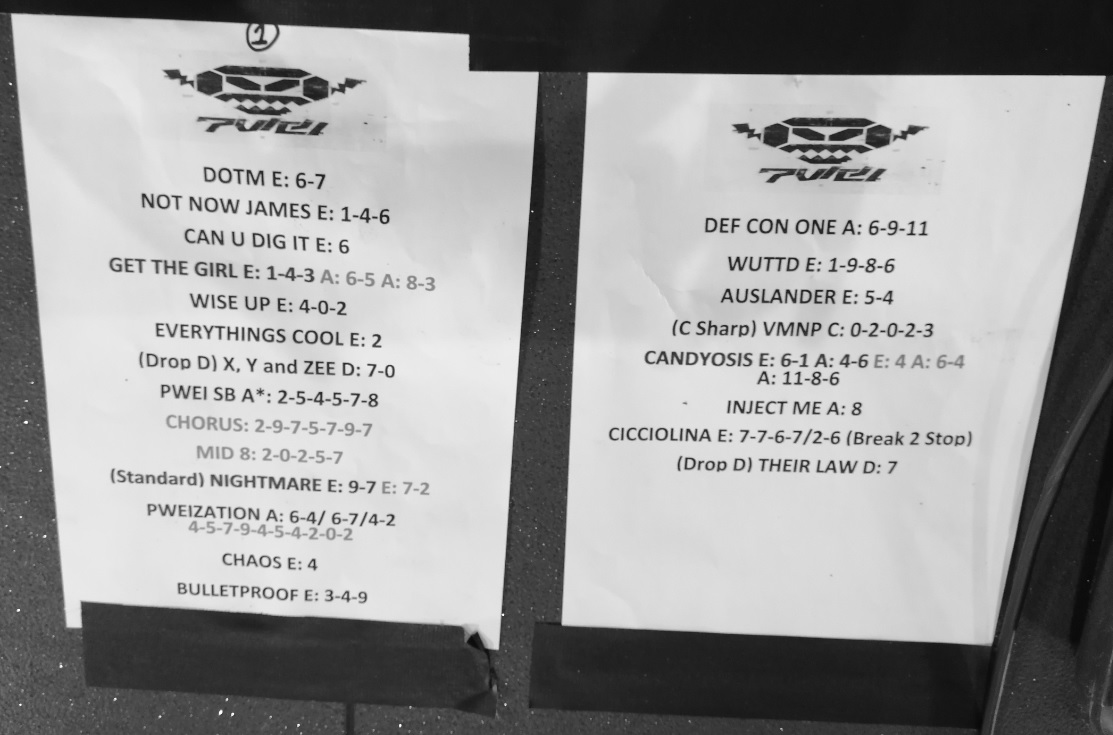 1
PWEI
DOTM E: 6-7
NOT NOW JAMES E: 1-4-6
CAN U DIG IT E: 6
GET THE GIRL E: 1-4-3 A: 6-5 A: 8-3
WISE UP E: 4-0-2
EVERYTHINGS COOL E: 2
(Drop D) X, Y and ZEE D: 7-0
PWEI SB A*: 2-5-4-5-7-8
CHORUS: 2-9-7-5-7-9-7
MID 8: 2-0-2-5-7
(Standard) NIGHTMARE E: 9-7 E: 7-2
PWEIZATION A: 6-4/ 6-7/4-2
4-5-7-9-4-5-4-2-0-2
CHAOS E: 4
BULLETPROOF E: 3-4-9
PWEI
DEF CON ONE A: 6-9-11
WUTTD E: 1-9-8-6
AUSLANDER E: 5-4
(C Sharp) VMNP C: 0-2-0-2-3
CANDYOSIS E: 6-1 A: 4-6 E: 4 A: 6-4
A: 11-8-6
INJECT ME A: 8
CICCIOLINA E: 7-7-6-7/2-6 (Break 2 Stop)
(Drop D) THEIR LAW D: 7